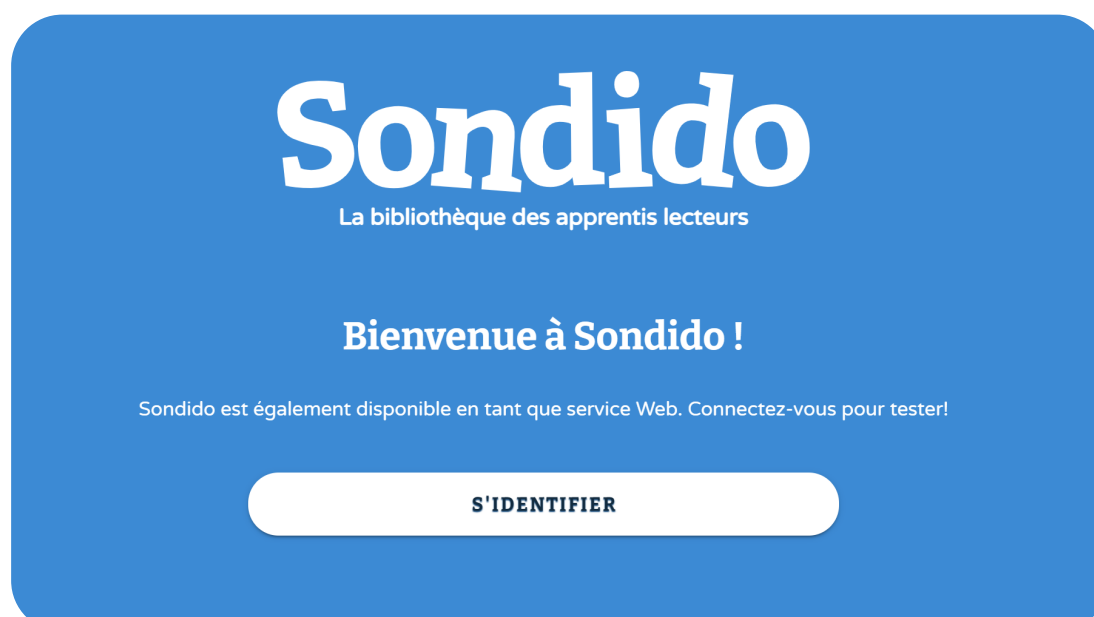 Sondido
La bibliothèque des apprentis lecteurs
Bienvenue à Sondido !
Sondido est également disponible en tant que service Web. Connectez-vous pour tester!
S'IDENTIFIER